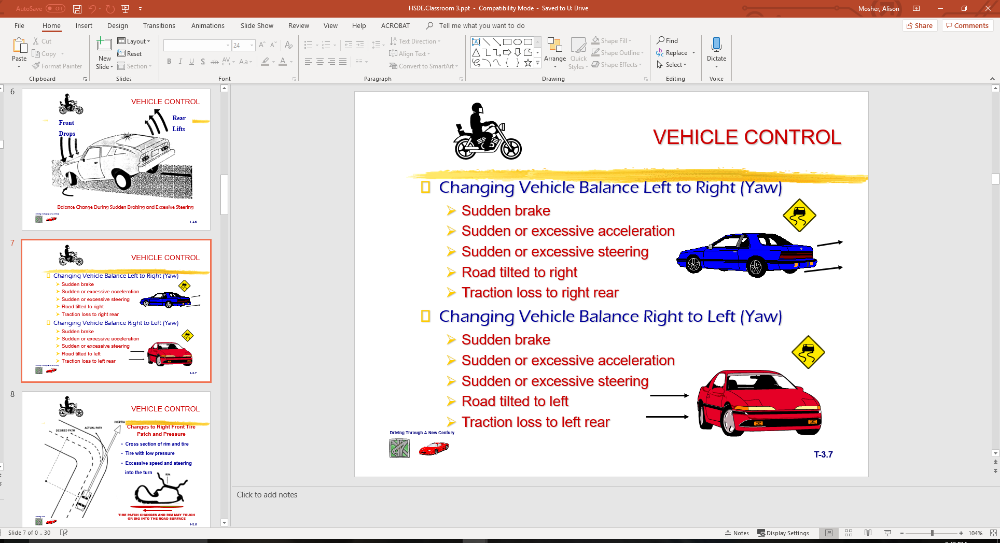 AutoSave Off
HSDE.Classroom 3.ppt - Compatibility Mode - Saved to U: Drive
Mosher, Alison
File Home Insert Design Transitions Animations Slide Show Review View Help ACROBAT Tell me what you want to do
Share Comments
Paste
Cut
Copy
Format Painter
Clipboard
New
Slide
Layout
Reset
Section
Slides
24
B I U S ab AV Aa A
Font
Text Direction
Align Text
Convert to SmartArt
Paragraph
Arrange
Quick
Styles
Shape Fill
Shape Outline
Shape Effects
Drawing
Find
Replace
Select
Editing
Dictate
Voice
6
VEHICLE CONTROL
Front
Drops
Rear
Lifts
Balance Change During Sudden Braking and Excessive Steering
T-3.6
7
VEHICLE CONTROL
Changing Vehicle Balance Left to Right (Yaw)
Sudden brake
Sudden or excessive acceleration
Sudden or excessive steering
Road tilted to right
Traction loss to right rear
Changing Vehicle Balance Right to Left (Yaw)
Sudden brake
Sudden or excessive acceleration
Sudden or excessive steering
Road tilted to left
Traction loss to left rear
Driving Through A New Century
T-3.7
8
VEHICLE CONTROL
DESIRED PATH
ACTUAL PATH
INERTIA
Changes to Right Front Tire
Patch and Pressure
• Cross section of rim and tire
• Tire with low pressure
• Excessive speed and steering
into the turn
RIM
TIRE PATCH CHANGES AND RIM MAY TOUCH
OR DIG INTO THE ROAD SURFACE
T-3.8
VEHICLE CONTROL
Changing Vehicle Balance Left to Right (Yaw)
Sudden brake
Sudden or excessive acceleration
Sudden or excessive steering
Road tilted to right
Traction loss to right rear
Changing Vehicle Balance Right to Left (Yaw)
Sudden brake
Sudden or excessive acceleration
Sudden or excessive steering
Road tilted to left
Traction loss to left rear
Driving Through A New Century
T-3.7
Click to add notes
Slide 7 of 0 .. 30
Notes Display Settings
104%